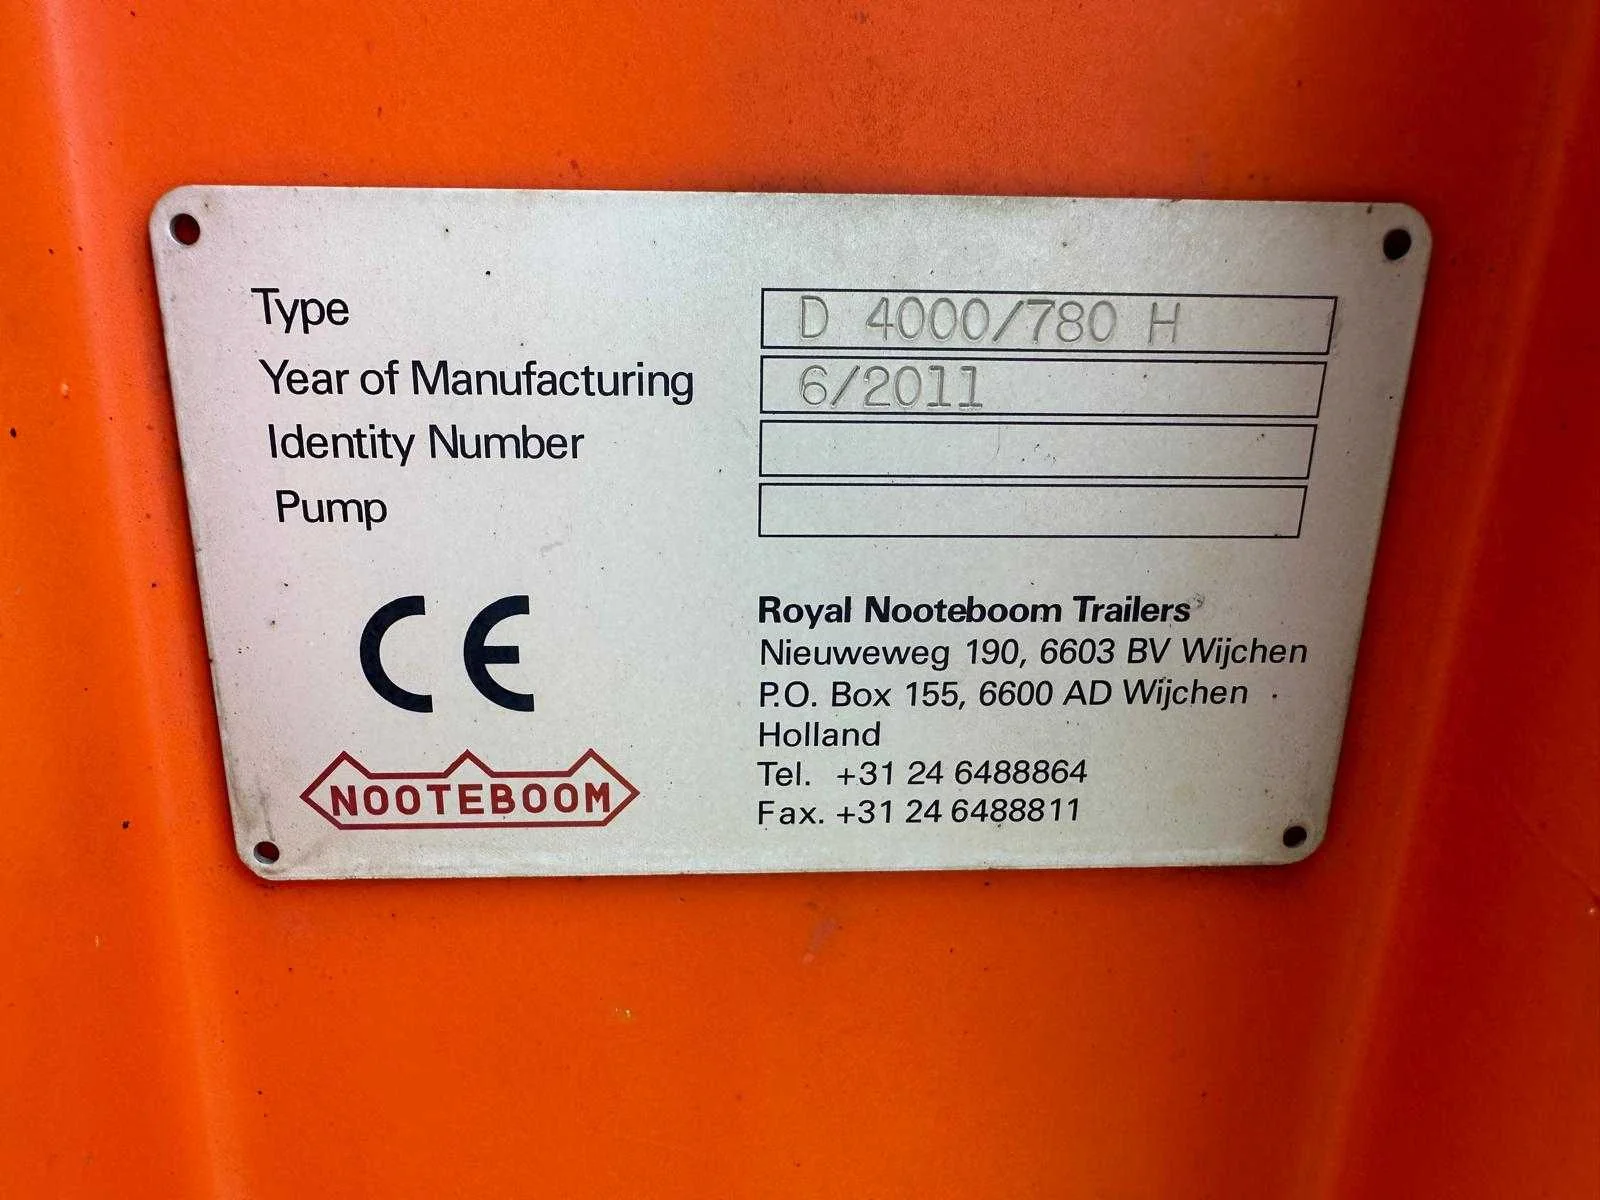 Type D 4000/780 H
Year of Manufacturing 6/2011
Identity Number
Pump
CE
NOOTEBOOM
Royal Nooteboom Trailers
Nieuweweg 190, 6603 BV Wijchen
P.O. Box 155, 6600 AD Wijchen
Holland
Tel. +31 24 6488864
Fax. +31 24 6488811